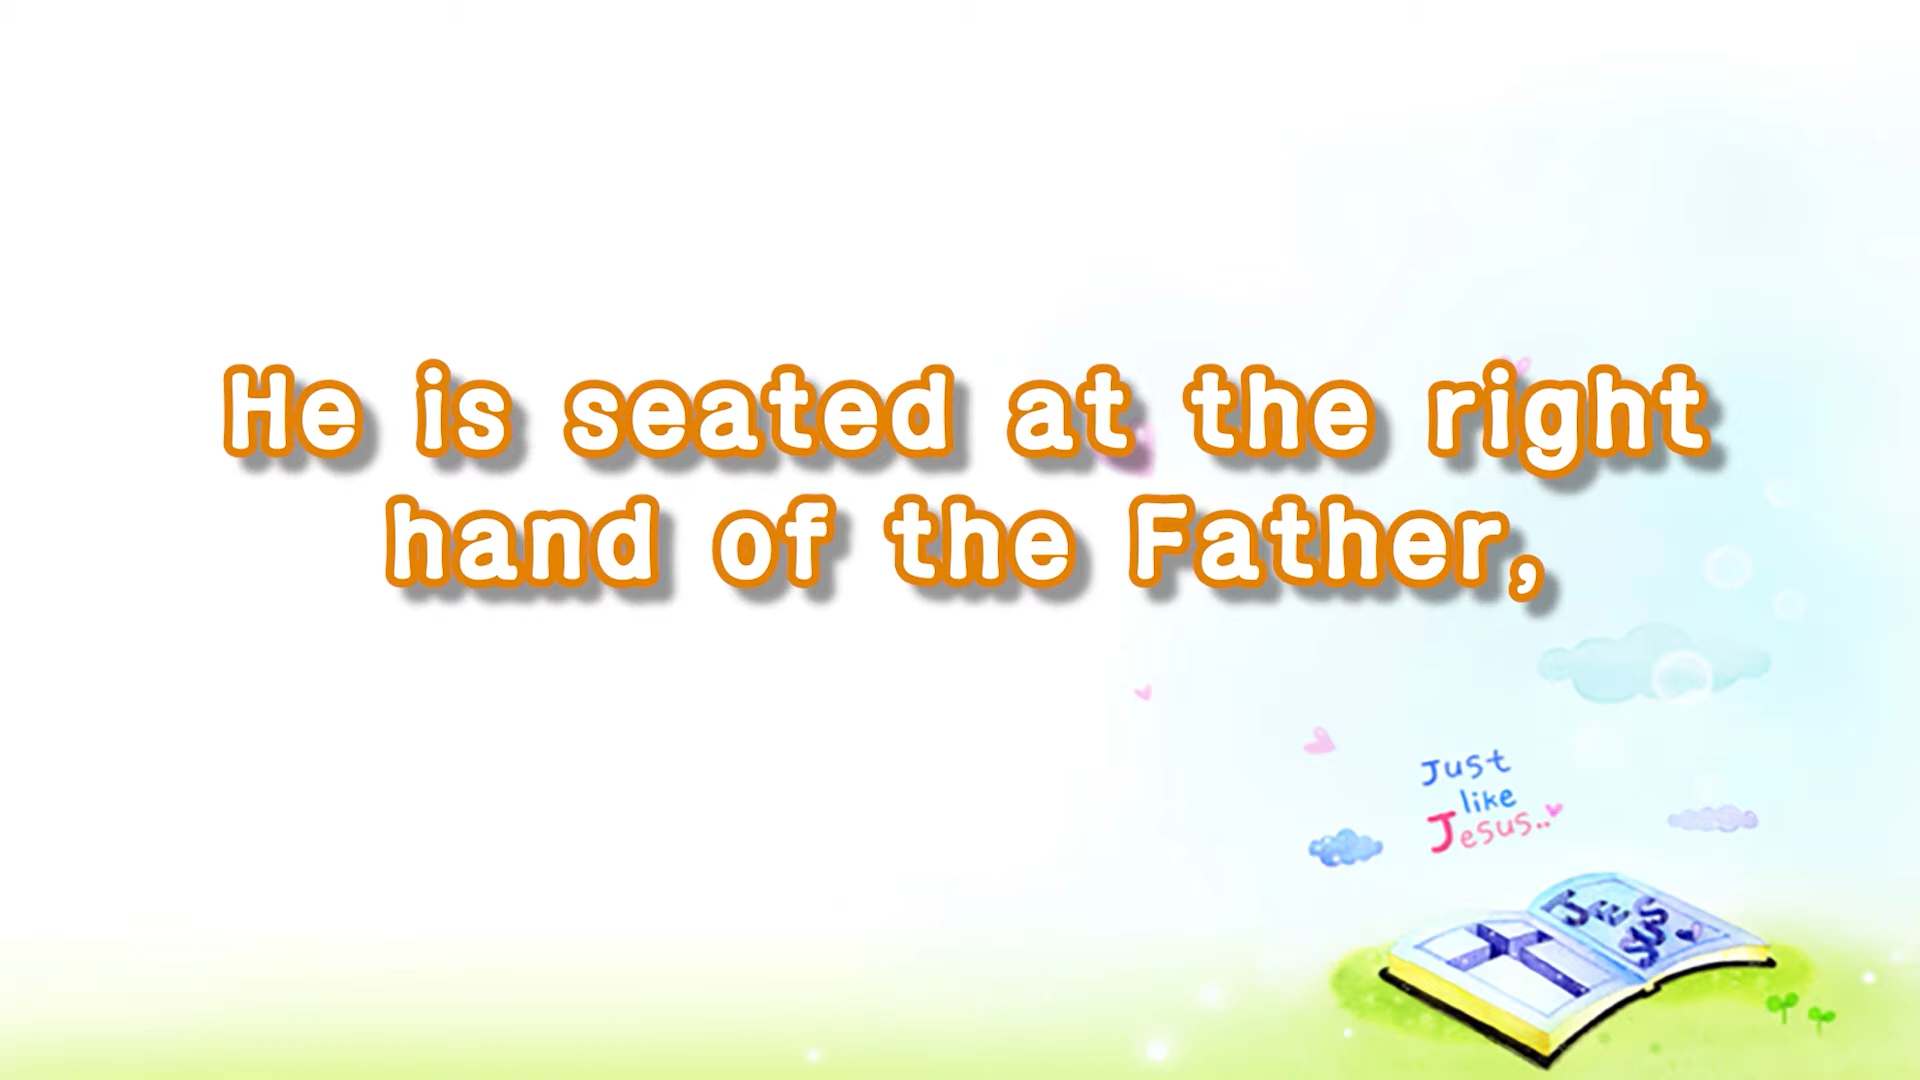 He is seated at the right
hand of the Father,
Just
like
Jesus..